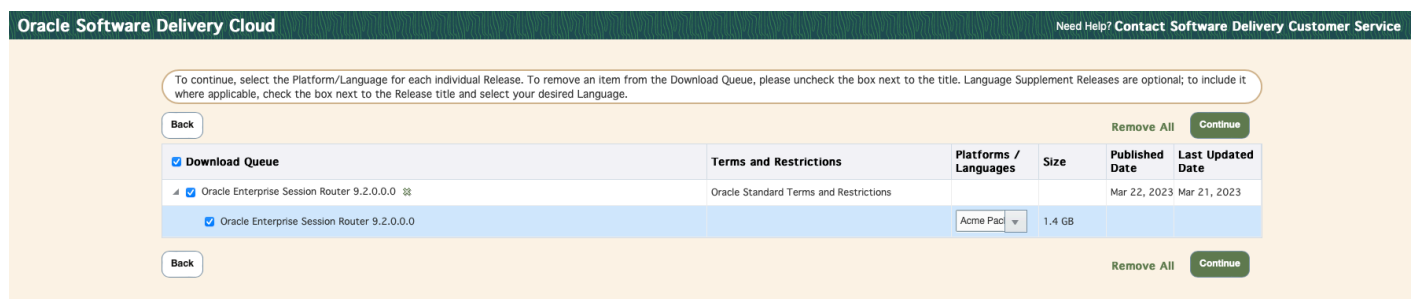 Oracle Software Delivery Cloud
Need Help? Contact Software Delivery Customer Service
To continue, select the Platform/Language for each individual Release. To remove an item from the Download Queue, please uncheck the box next to the title. Language Supplement Releases are optional; to include it
where applicable, check the box next to the Release title and select your desired Language.
Back
Remove All
Continue
Download Queue
Terms and Restrictions
Platforms /
Languages
Size
Published
Date
Last Updated
Date
Oracle Enterprise Session Router 9.2.0.0.0
Oracle Standard Terms and Restrictions
Mar 22, 2023
Mar 21, 2023
Oracle Enterprise Session Router 9.2.0.0.0
Acme Pac
1.4 GB
Back
Remove All
Continue